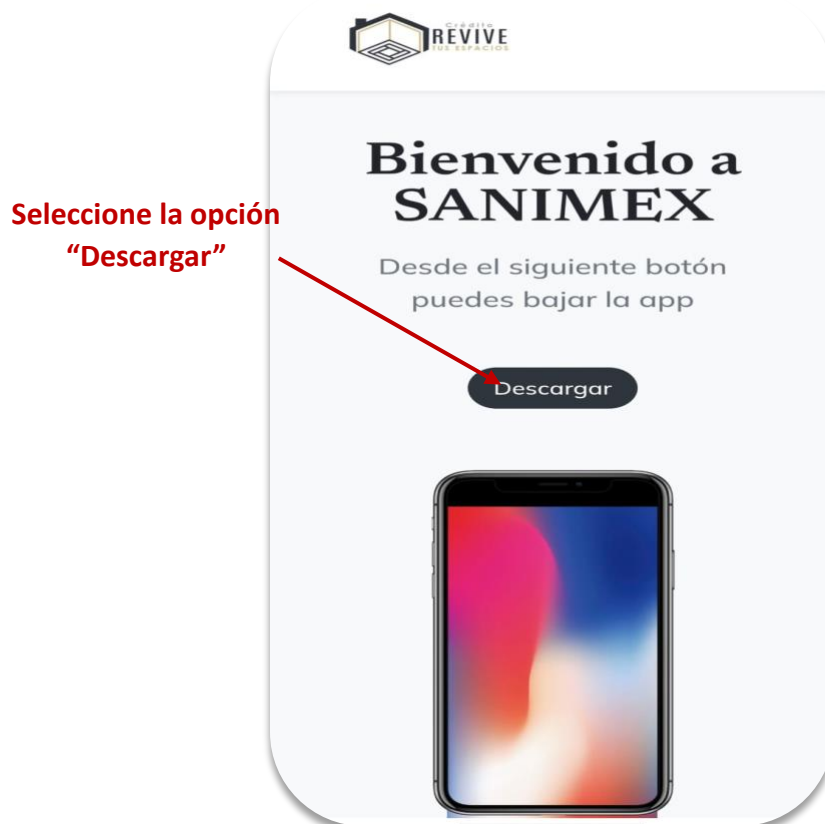 Crédito
REVIVE
TUS ESPACIOS
Bienvenido a
SANIMEX
Seleccione la opción
“Descargar”
Desde el siguiente botón
puedes bajar la app
Descargar